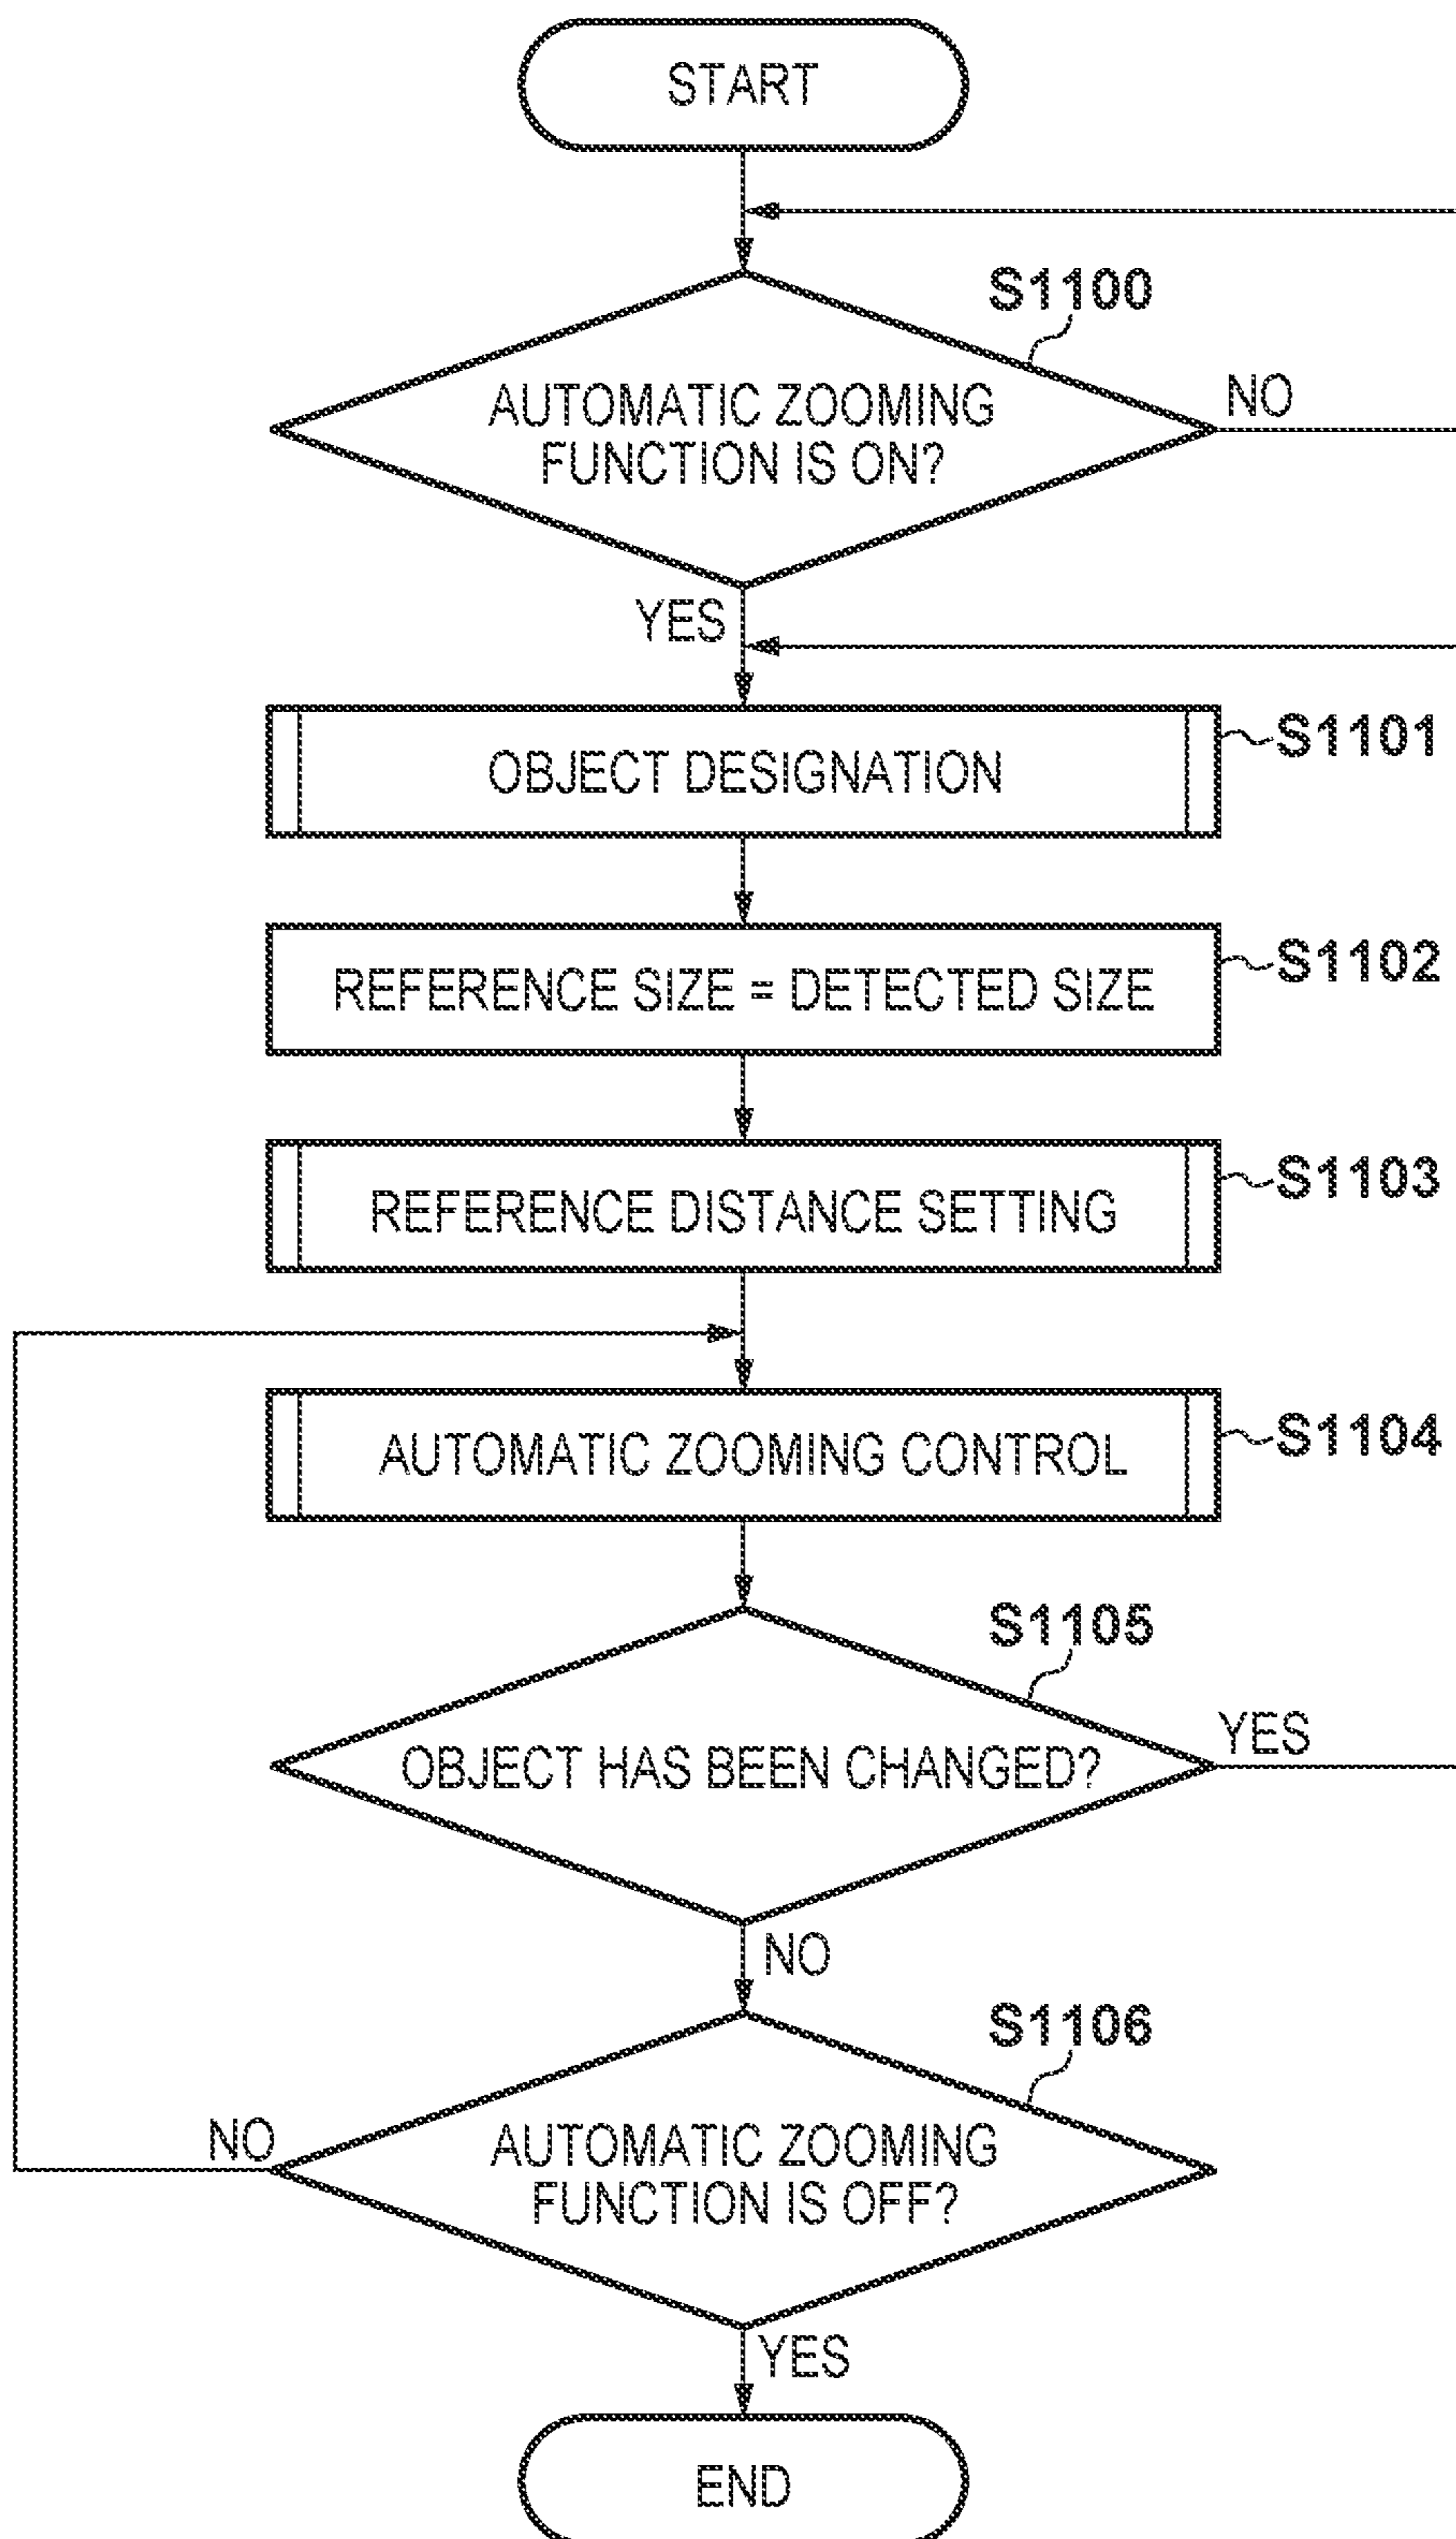 START
S1100
AUTOMATIC ZOOMING
FUNCTION IS ON?
NO
YES
OBJECT DESIGNATION
S1101
REFERENCE SIZE = DETECTED SIZE
S1102
REFERENCE DISTANCE SETTING
S1103
AUTOMATIC ZOOMING CONTROL
S1104
S1105
OBJECT HAS BEEN CHANGED?
YES
NO
S1106
AUTOMATIC ZOOMING
FUNCTION IS OFF?
NO
YES
END